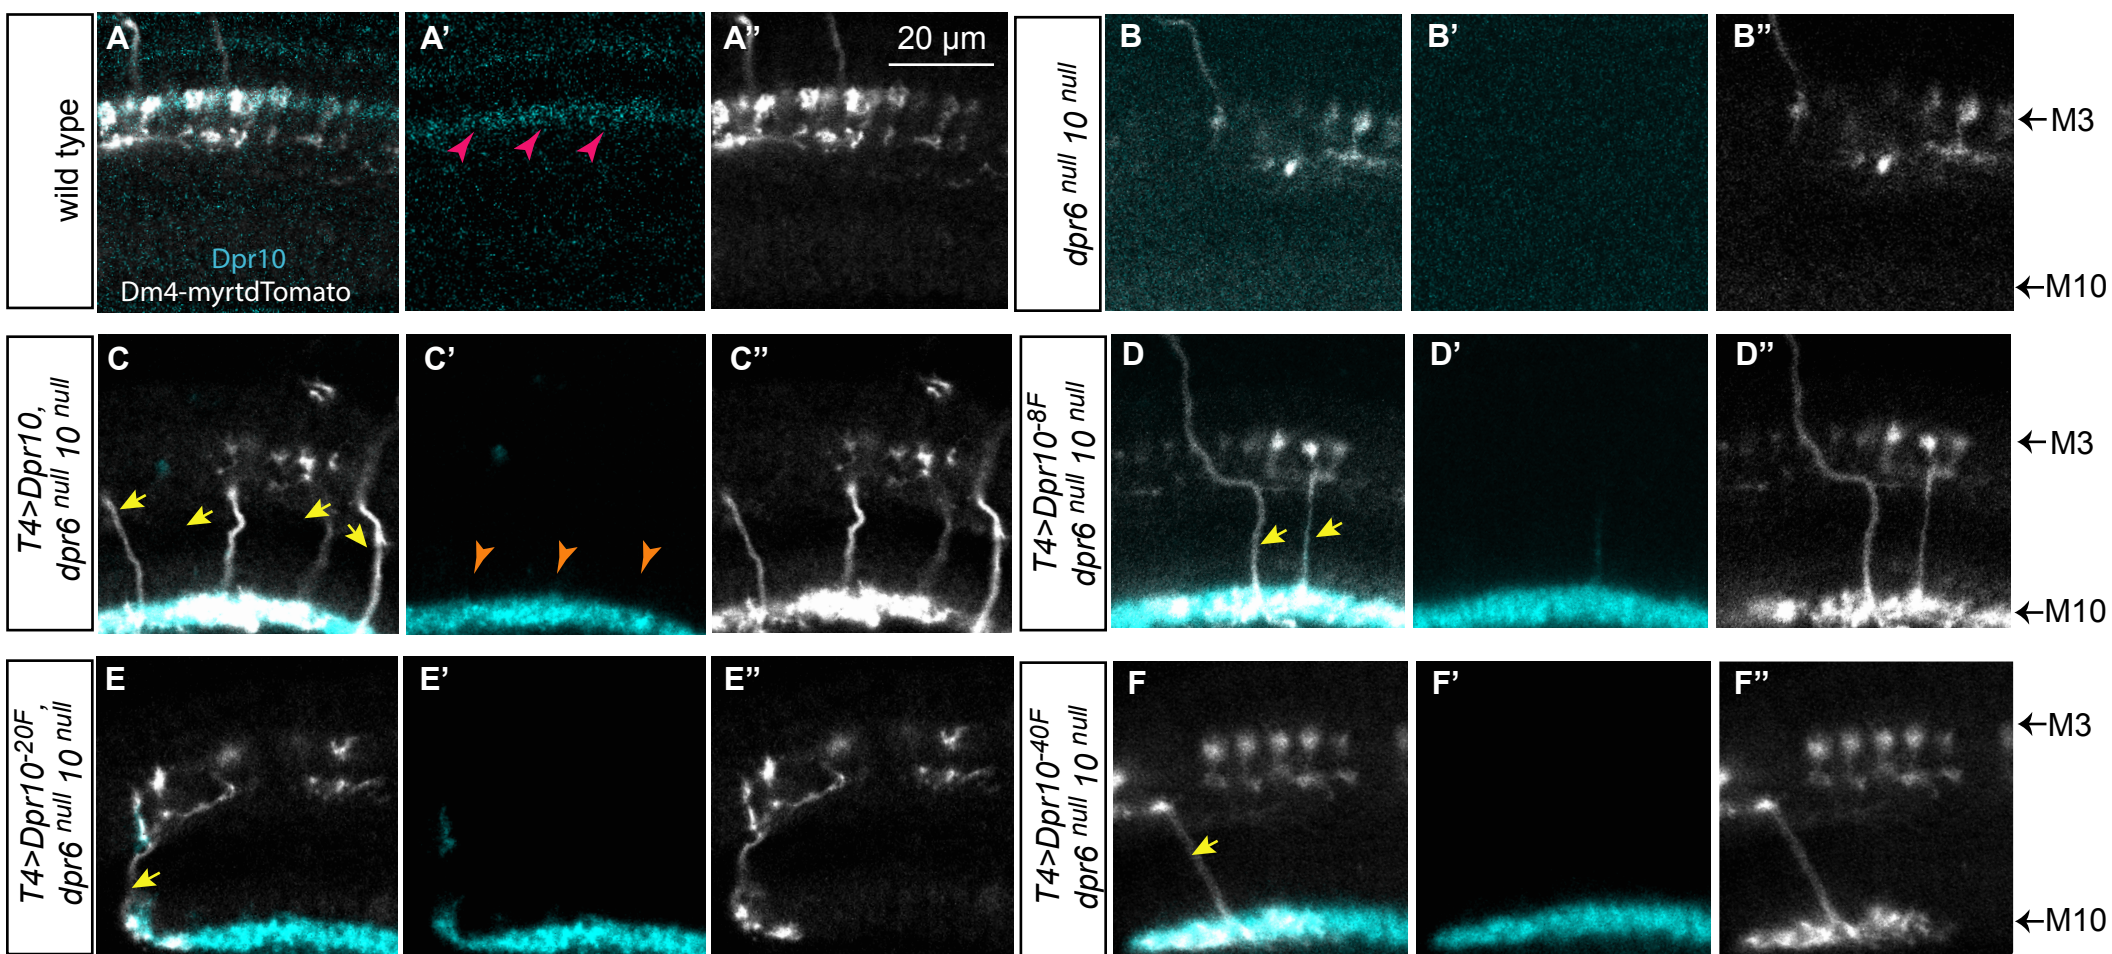 wild type
A
A’
A”
20 µm
Dpr10
Dm4-myrtdTomato
dpr6 null 10 null
B
B’
B”
←M3
←M10
T4>Dpr10,
dpr6 null 10 null
C
C’
C”
T4>Dpr10-8F
dpr6 null 10 null
D
D’
D”
←M3
←M10
T4>Dpr10-20F,
dpr6 null 10 null
E
E’
E”
T4>Dpr10-40F
dpr6 null 10 null
F
F’
F”
←M3
←M10